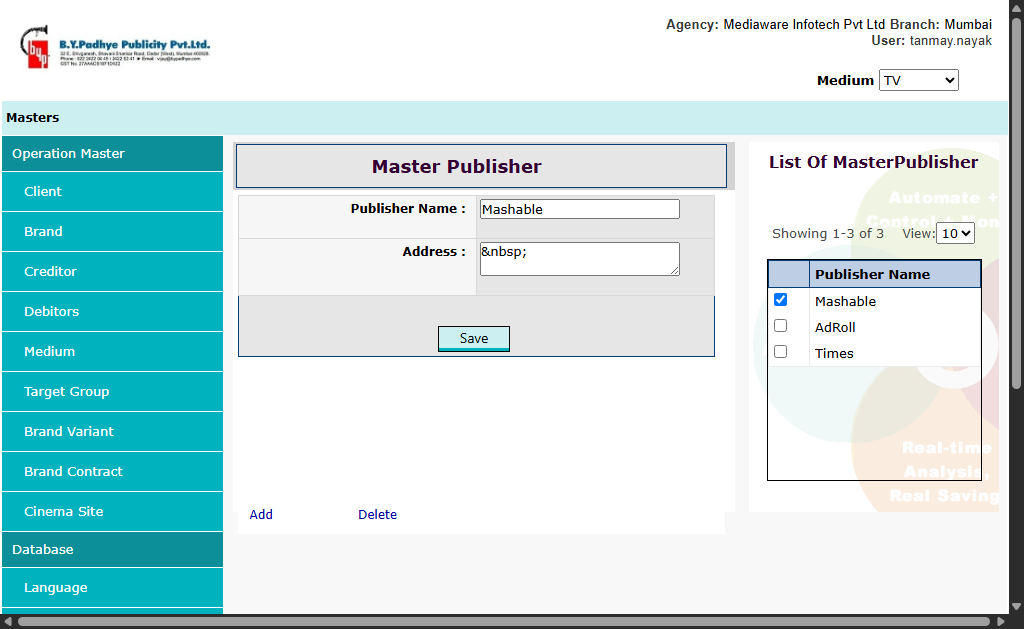 Agency: Mediaware Infotech Pvt Ltd Branch: Mumbai
User: tanmay.nayak
B.Y.Padhye Publicity Pvt.Ltd.
Medium TV
Masters
Operation Master
Client
Brand
Creditor
Debitors
Medium
Target Group
Brand Variant
Brand Contract
Cinema Site
Database
Language
Master Publisher
Publisher Name :
Mashable
Address :
&nbsp;
Save
Add
Delete
List Of MasterPublisher
Automate +
Control + Mon
Showing 1-3 of 3 View: 10
Publisher Name
Mashable
AdRoll
Times
Real-time
Analysis,
Real Saving